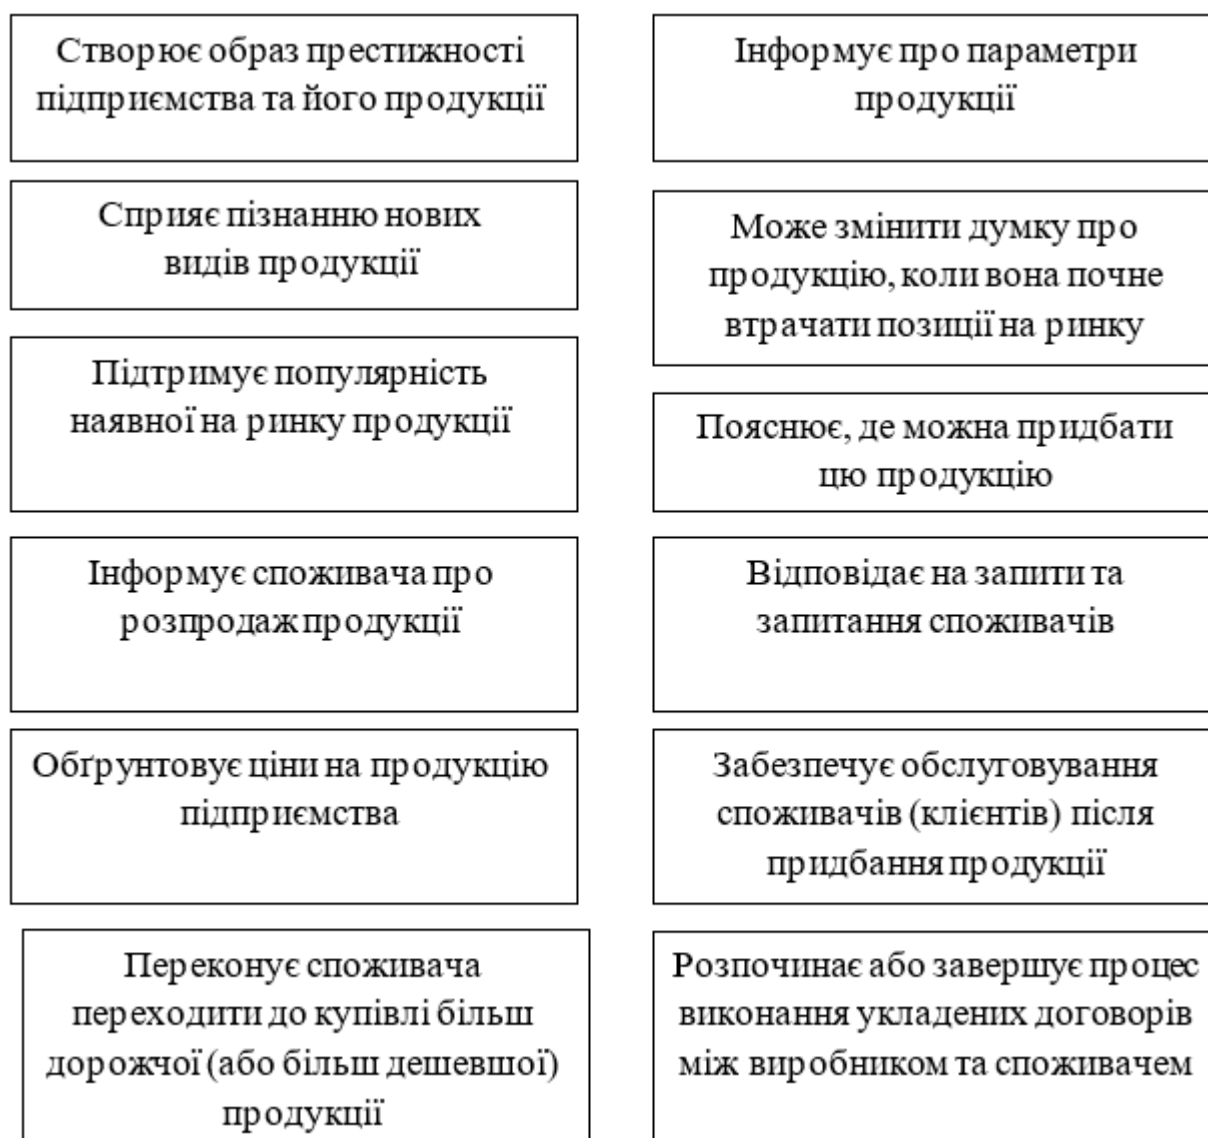 Створює образ престижності
підприємства та його продукції
Інформує про параметри
продукції
Сприяє пізнанню нових
видів продукції
Може змінити думку про
продукцію, коли вона почне
втрачати позиції на ринку
Підтримує популярність
наявної на ринку продукції
Пояснює, де можна придбати
цю продукцію
Інформує споживача про
розпродаж продукції
Відповідає на запити та
запитання споживачів
Обґрунтовує ціни на продукцію
підприємства
Забезпечує обслуговування
споживачів (клієнтів) після
придбання продукції
Переконує споживача
переходити до купівлі більш
дорожчої (або більш дешевшої)
продукції
Розпочинає або завершує процес
виконання укладених договорів
між виробником та споживачем